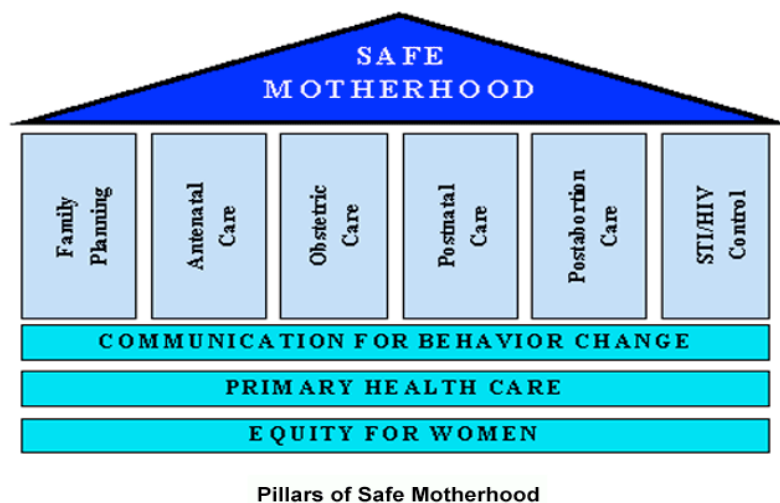 SAFE
MOTHERHOOD
Family
Planning
Antenatal
Care
Obstetric
Care
Postnatal
Care
Postabortion
Care
STI/HIV
Control
COMMUNICATION FOR BEHAVIOR CHANGE
PRIMARY HEALTH CARE
EQUITY FOR WOMEN
Pillars of Safe Motherhood